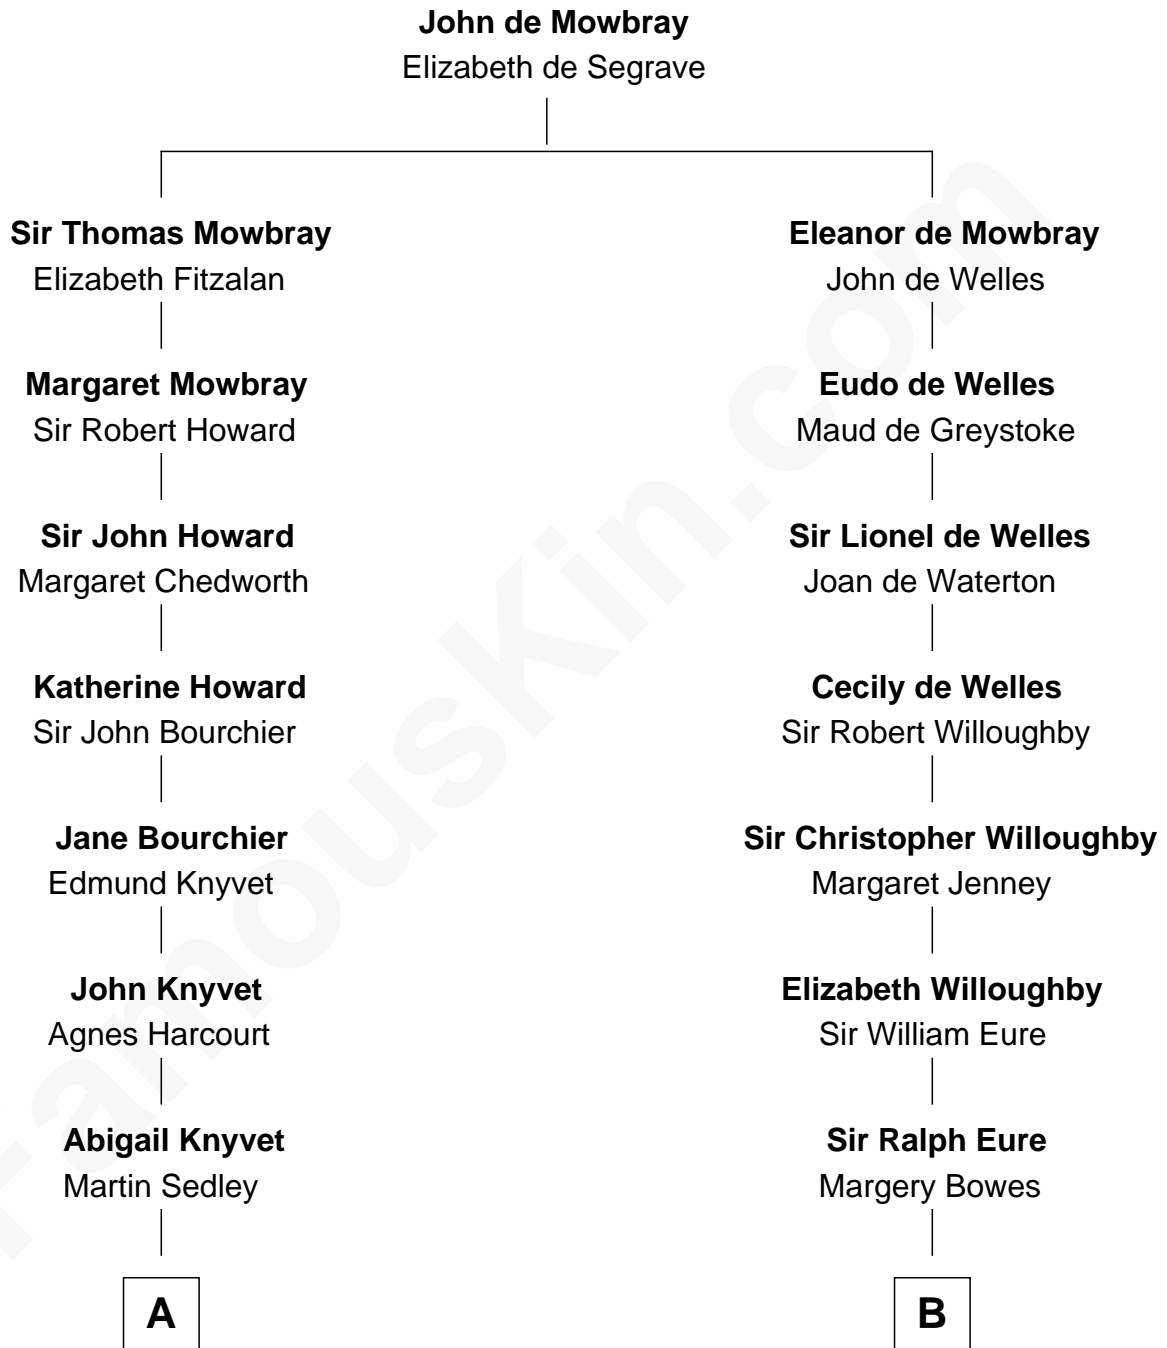 John de Mowbray
Elizabeth de Segrave
Sir Thomas Mowbray
Elizabeth Fitzalan
Eleanor de Mowbray
John de Welles
Margaret Mowbray
Sir Robert Howard
Eudo de Welles
Maud de Greystoke
Sir John Howard
Margaret Chedworth
Sir Lionel de Welles
Joan de Waterton
Katherine Howard
Sir John Bourchier
Cecily de Welles
Sir Robert Willoughby
Jane Bourchier
Edmund Knyvet
Sir Christopher Willoughby
Margaret Jenney
John Knyvet
Agnes Harcourt
Elizabeth Willoughby
Sir William Eure
Abigail Knyvet
Martin Sedley
Sir Ralph Eure
Margery Bowes
A
B
FamousKin.com